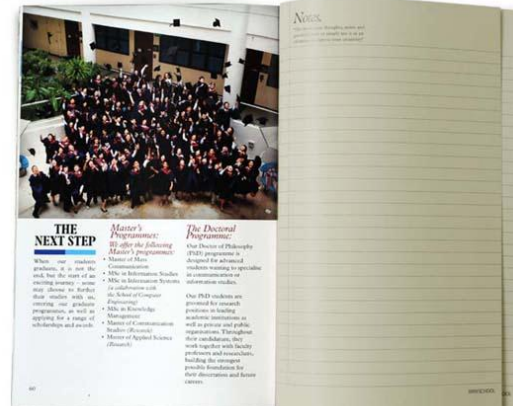 THE
NEXT STEP
When our students
graduate, it is not the
end, but the start of an
exciting journey – some
may choose to further
their studies with us,
entering our graduate
programmes, as well as
applying for a range of
scholarships and awards.
Master's
Programmes:
We offer the following
Master's programmes:
• Master of Mass
Communication
• MSc in Information Studies
• MSc in Information Systems
(in collaboration with
the School of Computer
Engineering)
• MSc in Knowledge
Management
• Master of Communication
Studies (Research)
• Master of Applied Science
(Research)
The Doctoral
Programme:
Our Doctor of Philosophy
(PhD) programme is
designed for advanced
students wanting to specialise
in communication or
information studies.
Our PhD students are
groomed for research
positions in leading
academic institutions as
well as private and public
organisations. Throughout
their candidature, they
work together with faculty
professors and researchers,
building the strongest
possible foundation for
their dissertation and future
careers.
Notes.